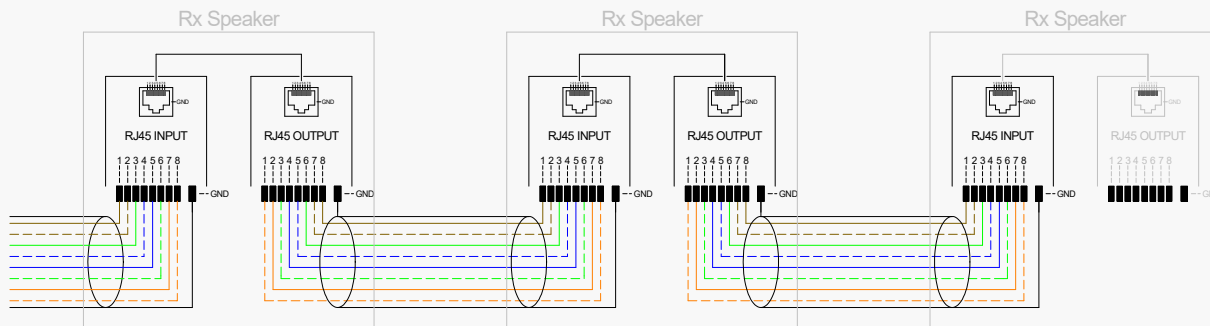 Rx Speaker
GND
GND
RJ45 INPUT
RJ45 OUTPUT
1 2 3 4 5 6 7 8
1 2 3 4 5 6 7 8
GND
GND
Rx Speaker
GND
GND
RJ45 INPUT
RJ45 OUTPUT
1 2 3 4 5 6 7 8
1 2 3 4 5 6 7 8
GND
GND
Rx Speaker
GND
GND
RJ45 INPUT
RJ45 OUTPUT
1 2 3 4 5 6 7 8
1 2 3 4 5 6 7 8
GND